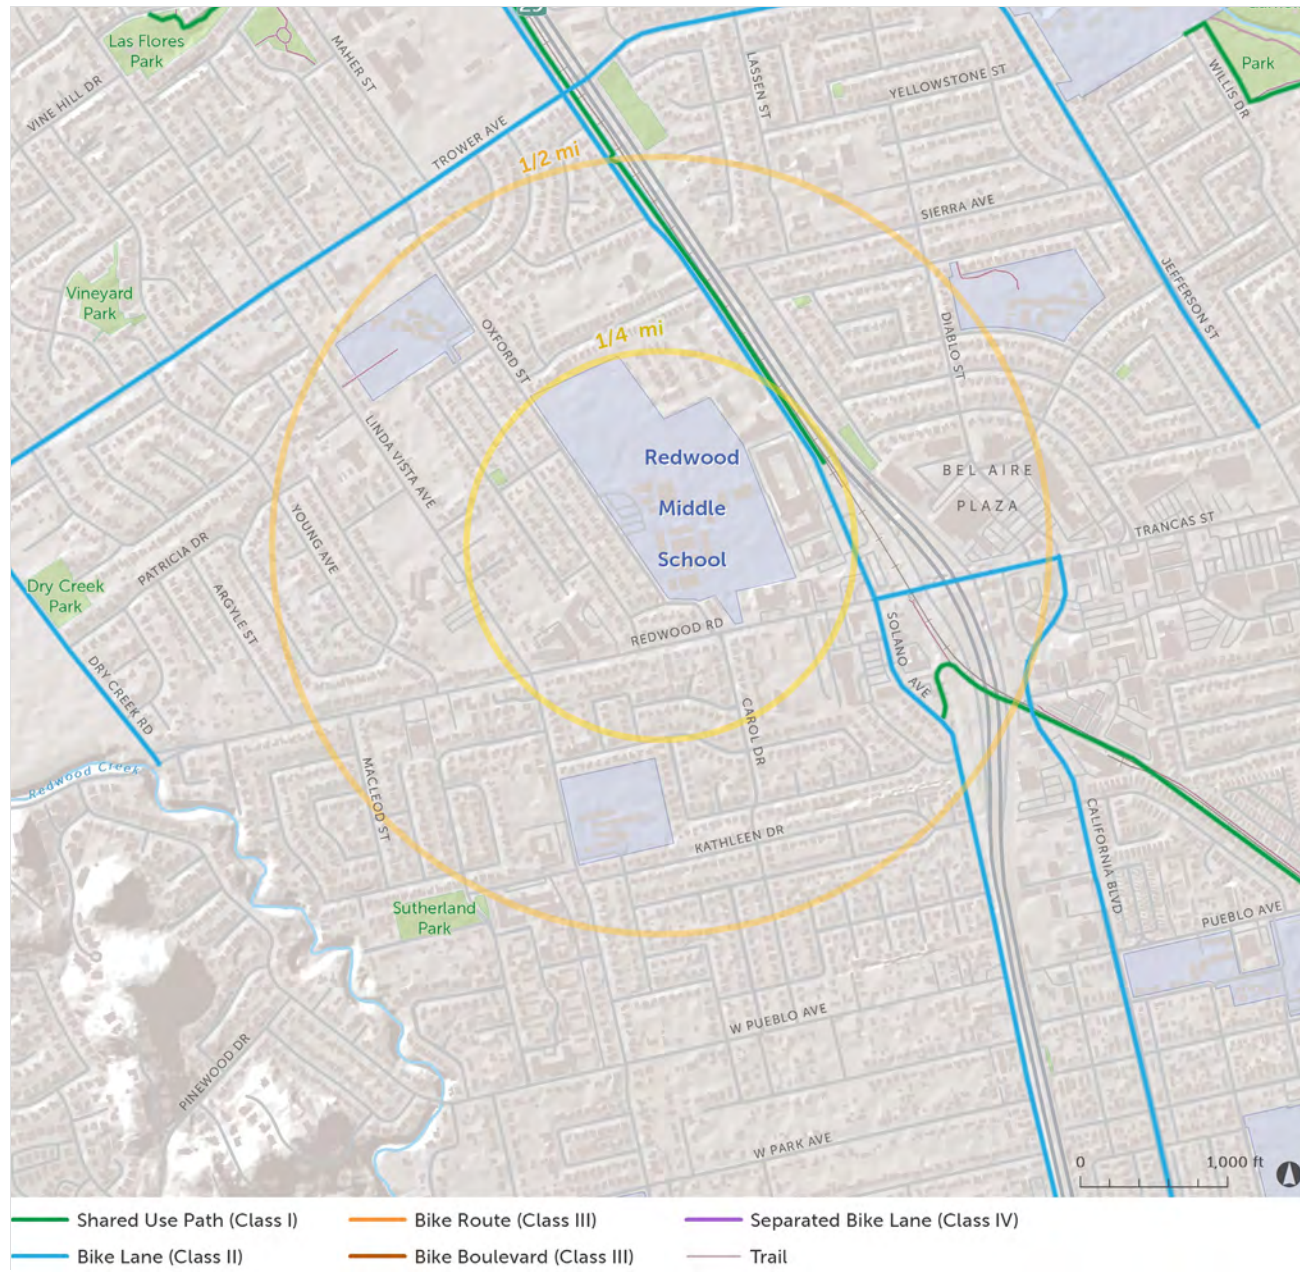 29
Las Flores
Park
MAHER ST
VINE HILL DR
TROWER AVE
LASSEN ST
YELLOWSTONE ST
WILLIS DR
Park
1/2 mi
SIERRA AVE
JEFFERSON ST
Vineyard
Park
OXFORD ST
1/4 mi
DIABLO ST
LINDA VISTA AVE
Redwood
Middle
School
BEL AIRE
PLAZA
TRANCAS ST
YOUNG AVE
PATRICIA DR
Dry Creek
Park
ARGYLE ST
REDWOOD RD
SOLANO AVE
DRY CREEK RD
CAROL DR
Redwood Creek
MACLEOD ST
KATHLEEN DR
CALIFORNIA BLVD
Sutherland
Park
PUEBLO AVE
W PUEBLO AVE
PINEWOOD DR
W PARK AVE
0 1,000 ft
Shared Use Path (Class I)
Bike Route (Class III)
Separated Bike Lane (Class IV)
Bike Lane (Class II)
Bike Boulevard (Class III)
Trail